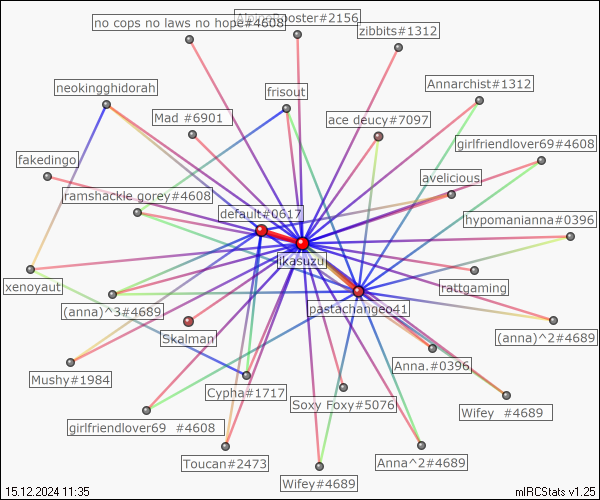 no cops no laws no hope#4608
zibbits#1312
neokingghidorah
frisout
Annarchist#1312
Mad #6901
ace deucy#7097
girlfriendlover69#4608
fakedingo
avelicious
ramshackle gorey#4608
default#0617
hypomanianna#0396
ikasuzu
xenoyaut
rattgaming
(anna)^3#4689
pastachangeo41
Skalman
(anna)^2#4689
Anna.#0396
Mushy#1984
Cypha#1717
Soxy Foxy#5076
Wifey #4689
girlfriendlover69 #4608
Toucan#2473
Anna^2#4689
Wifey#4689
15.12.2024 11:35
mIRCStats v1.25